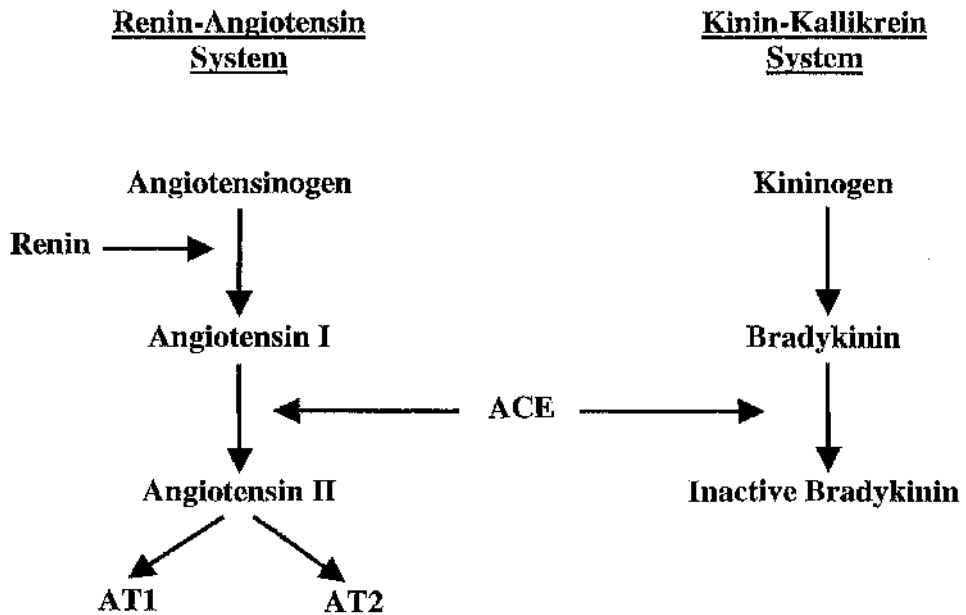 Renin-Angiotensin
System
Kinin-Kallikrein
System
Angiotensinogen
Kininogen
Renin
Angiotensin I
Bradykinin
ACE
Angiotensin II
Inactive Bradykinin
AT1
AT2